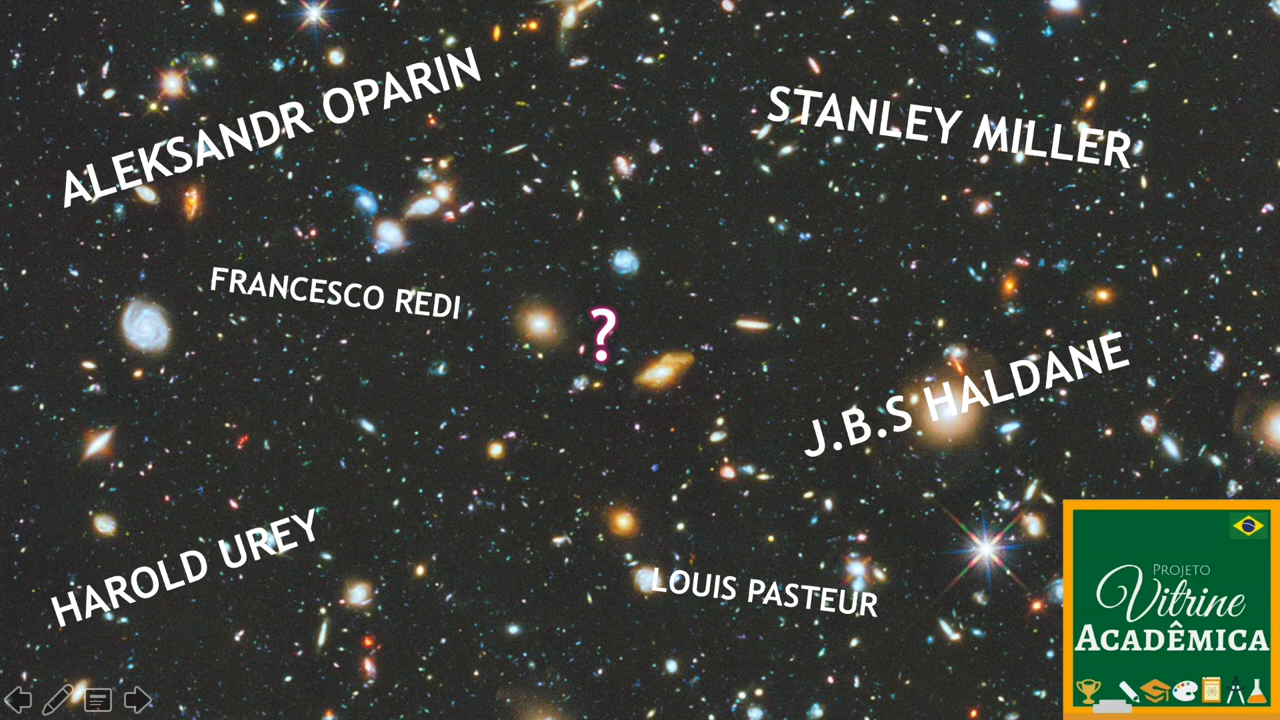 ALEKSANDR OPARIN
STANLEY MILLER
FRANCESCO REDI
?
J.B.S HALDANE
HAROLD UREY
LOUIS PASTEUR
PROJETO
Vitrine
ACADÊMICA